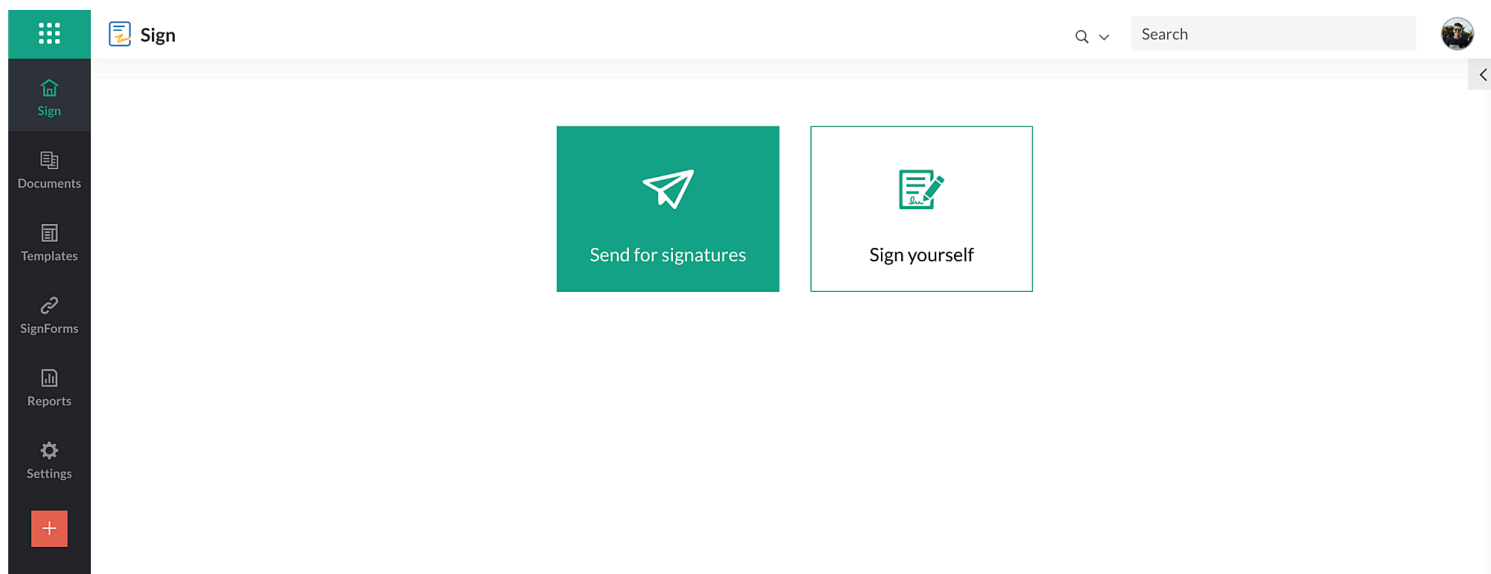 Sign
Search
Sign
Documents
Templates
SignForms
Reports
Settings
Send for signatures
Sign yourself